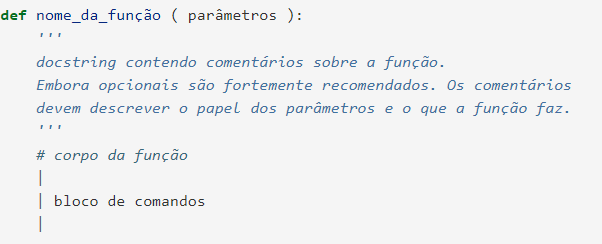 def nome_da_função ( parâmetros ):
'''
docstring contendo comentários sobre a função.
Embora opcionais são fortemente recomendados. Os comentários
devem descrever o papel dos parâmetros e o que a função faz.
'''
# corpo da função
|
| bloco de comandos
|